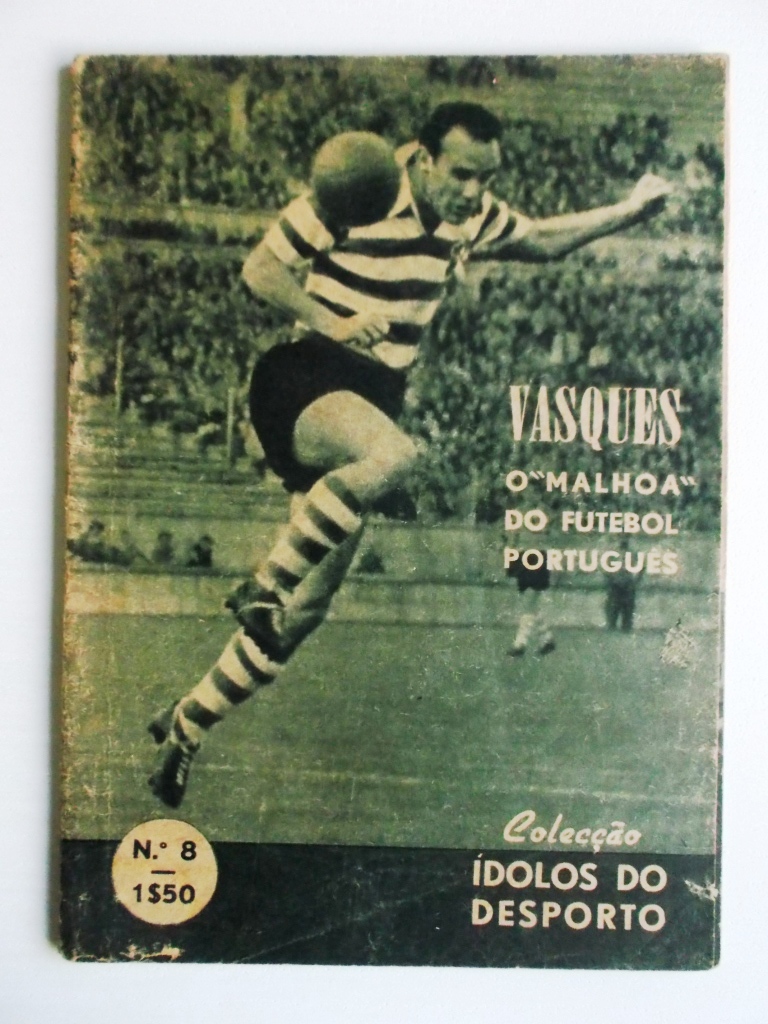 VASQUES
O "MALHOA"
DO FUTEBOL
PORTUGUÊS
N.º 8
1$50
Colecção
ÍDOLOS DO
DESPORTO